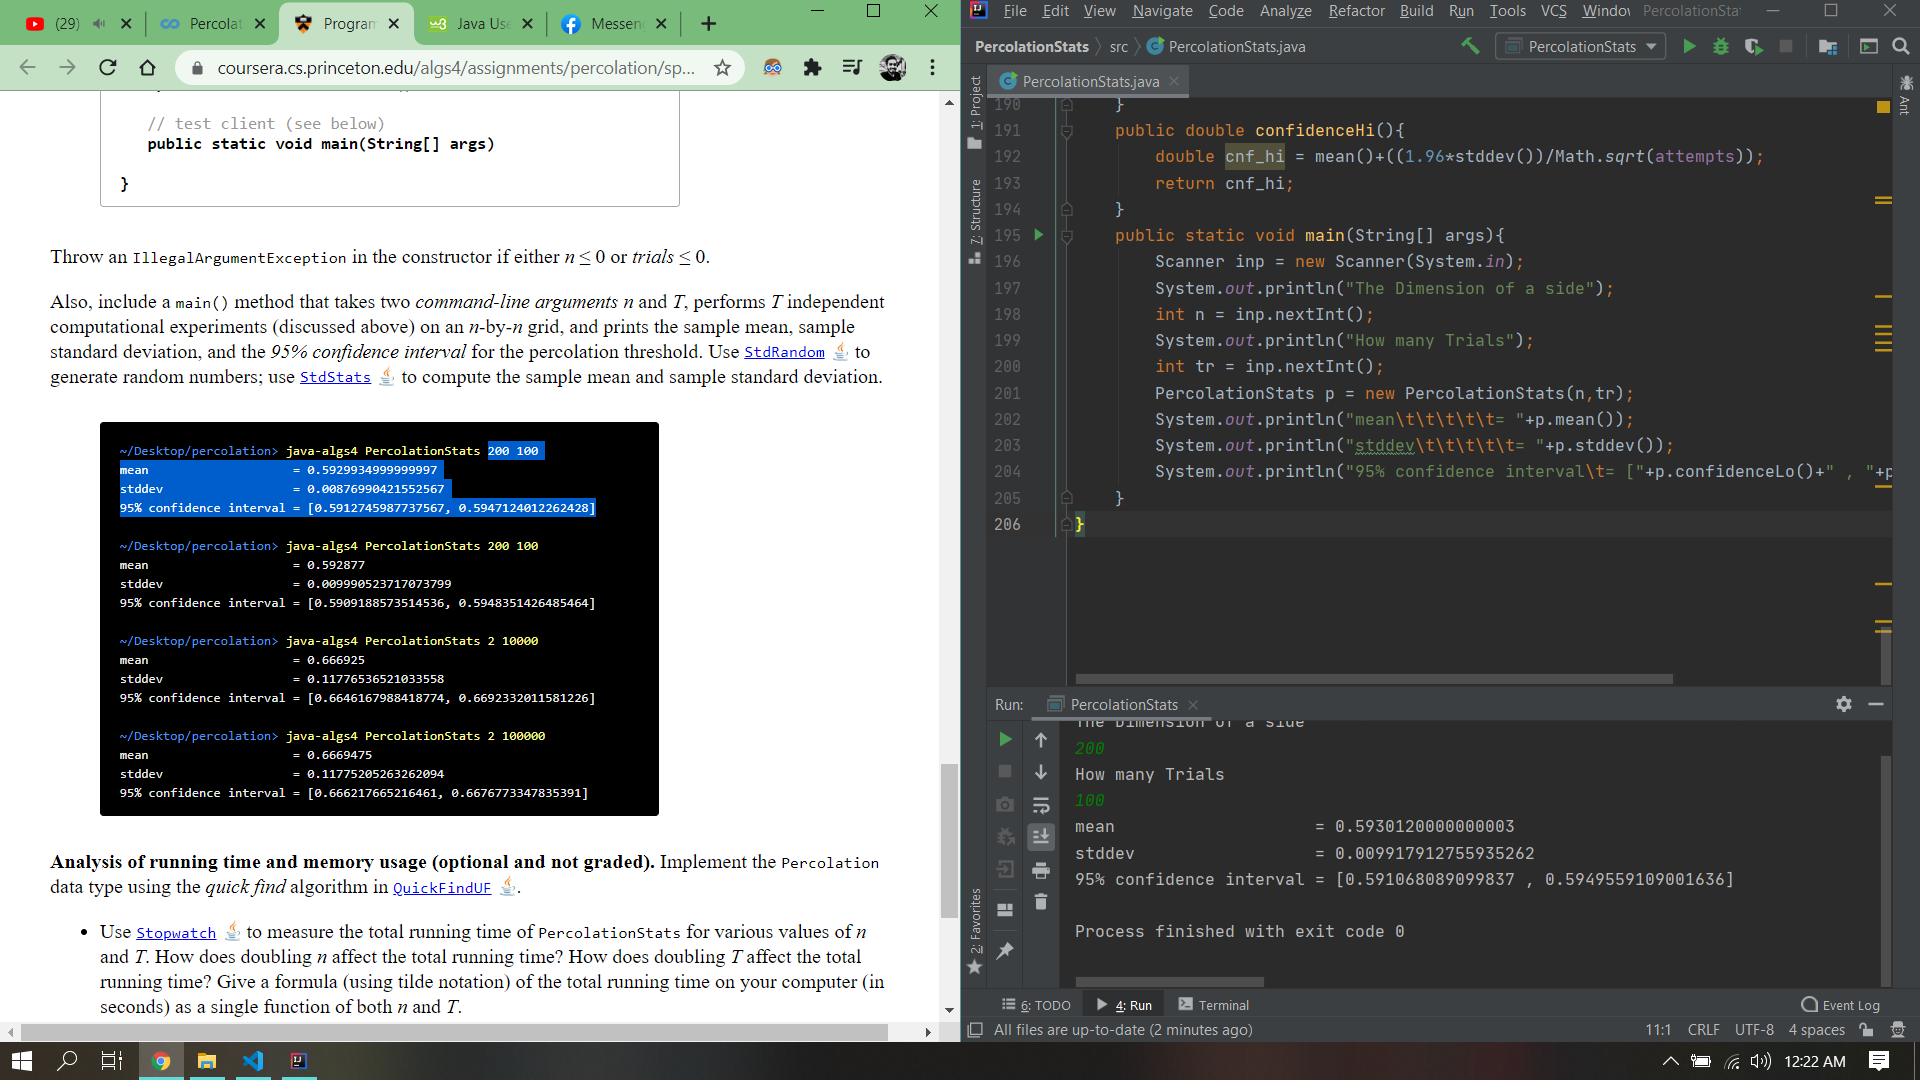 (29)
Percolat
Program
Java Use
Messen
coursera.cs.princeton.edu/algs4/assignments/percolation/sp...
// test client (see below)
public static void main(String[] args)
}
Throw an IllegalArgumentException in the constructor if either n ≤ 0 or trials ≤ 0.
Also, include a main() method that takes two command-line arguments n and T, performs T independent
computational experiments (discussed above) on an n-by-n grid, and prints the sample mean, sample
standard deviation, and the 95% confidence interval for the percolation threshold. Use StdRandom to
generate random numbers; use StdStats to compute the sample mean and sample standard deviation.
~/Desktop/percolation> java-algs4 PercolationStats 200 100
mean = 0.5929934999999997
stddev = 0.00876990421552567
95% confidence interval = [0.5912745987737567, 0.5947124012262428]
~/Desktop/percolation> java-algs4 PercolationStats 200 100
mean = 0.592877
stddev = 0.009990523717073799
95% confidence interval = [0.5909188573514536, 0.5948351426485464]
~/Desktop/percolation> java-algs4 PercolationStats 2 10000
mean = 0.666925
stddev = 0.11776536521033558
95% confidence interval = [0.6646167988418774, 0.6692332011581226]
~/Desktop/percolation> java-algs4 PercolationStats 2 100000
mean = 0.6669475
stddev = 0.11775205263262094
95% confidence interval = [0.666217665216461, 0.6676773347835391]
Analysis of running time and memory usage (optional and not graded). Implement the Percolation
data type using the quick find algorithm in QuickFindUF .
• Use Stopwatch to measure the total running time of PercolationStats for various values of n
and T. How does doubling n affect the total running time? How does doubling T affect the total
running time? Give a formula (using tilde notation) of the total running time on your computer (in
seconds) as a single function of both n and T.
File Edit View Navigate Code Analyze Refactor Build Run Tools VCS Window PercolationSta
PercolationStats src PercolationStats.java
PercolationStats
PercolationStats.java
1: Project
7: Structure
2: Favorites
Ant
190 }
191 public double confidenceHi(){
192 double cnf_hi = mean()+((1.96*stddev())/Math.sqrt(attempts));
193 return cnf_hi;
194 }
195 public static void main(String[] args){
196 Scanner inp = new Scanner(System.in);
197 System.out.println("The Dimension of a side");
198 int n = inp.nextInt();
199 System.out.println("How many Trials");
200 int tr = inp.nextInt();
201 PercolationStats p = new PercolationStats(n,tr);
202 System.out.println("mean\t\t\t\t\t= "+p.mean());
203 System.out.println("stddev\t\t\t\t\t= "+p.stddev());
204 System.out.println("95% confidence interval\t= ["+p.confidenceLo()+" , "+p
205 }
206 }
Run: PercolationStats
The Dimension of a side
200
How many Trials
100
mean = 0.5930120000000003
stddev = 0.009917912755935262
95% confidence interval = [0.591068089099837 , 0.5949559109001636]
Process finished with exit code 0
6: TODO 4: Run Terminal Event Log
All files are up-to-date (2 minutes ago) 11:1 CRLF UTF-8 4 spaces
12:22 AM